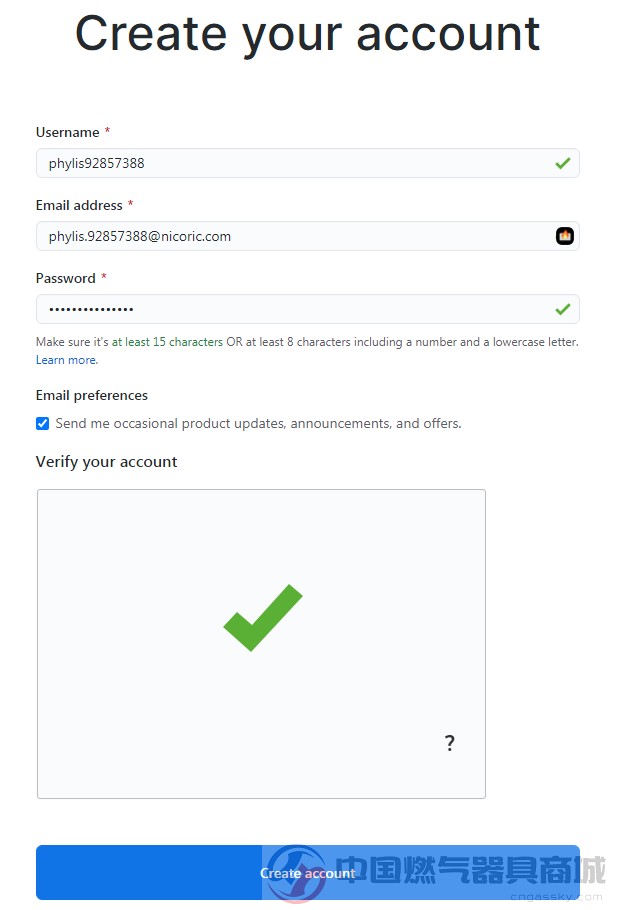 Create your account
Username *
phylis92857388
Email address *
phylis.92857388@nicoric.com
Password *
•••••••••••••••
Make sure it's at least 15 characters OR at least 8 characters including a number and a lowercase letter.
Learn more.
Email preferences
Send me occasional product updates, announcements, and offers.
Verify your account
?
Create account
中国燃气器具商城
cngassky.com